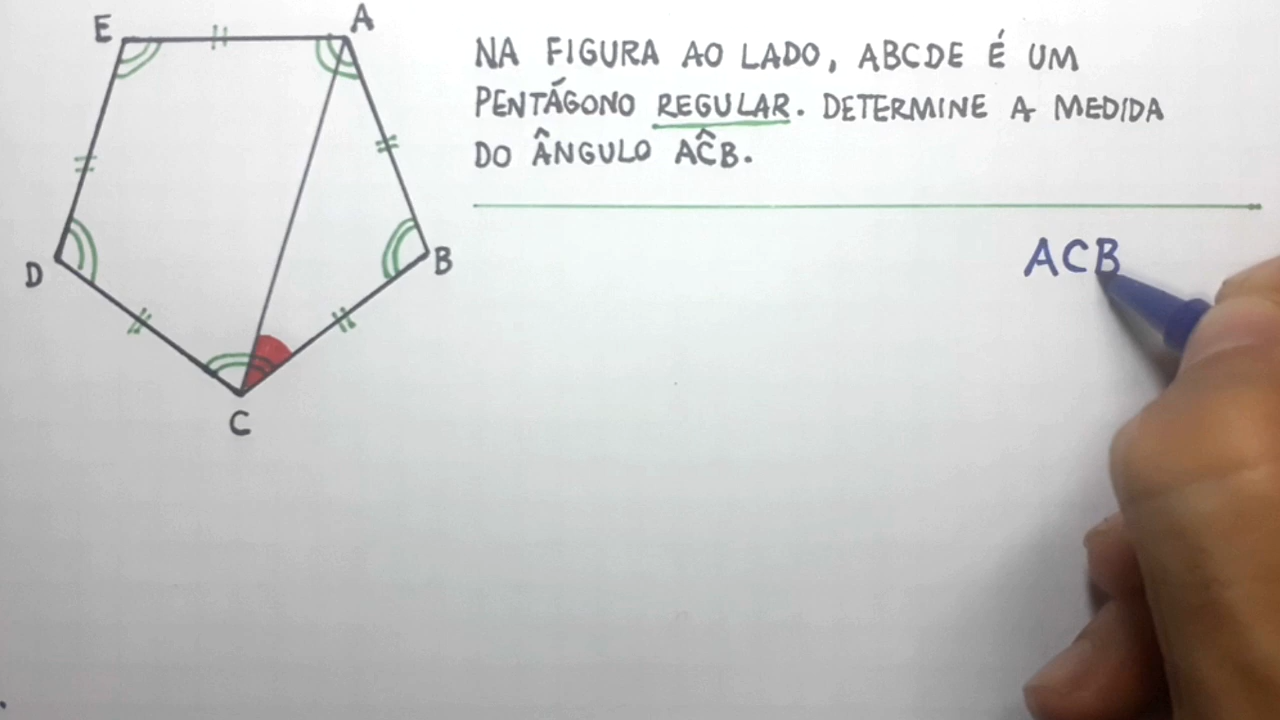 E
A
NA FIGURA AO LADO, ABCDE É UM
PENTÁGONO REGULAR. DETERMINE A MEDIDA
DO ÂNGULO AĈB.
ACB
D
B
C